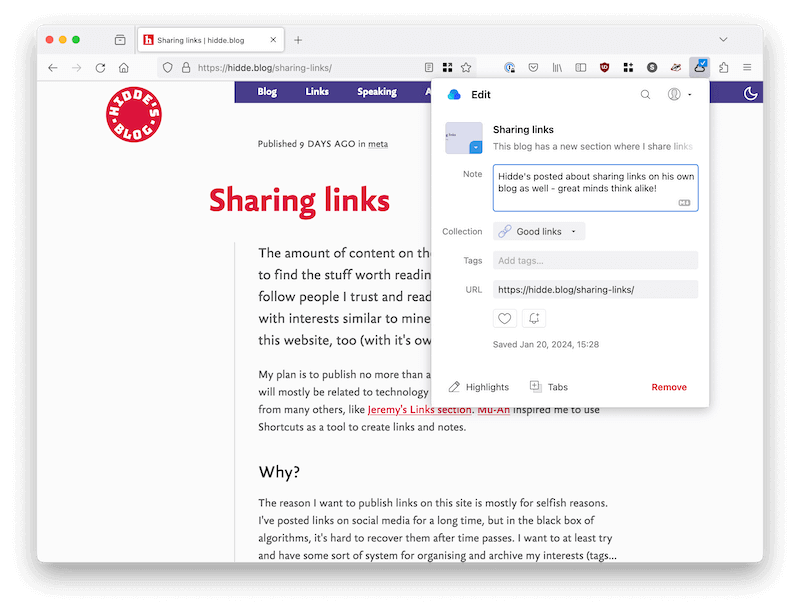 Sharing links | hidde.blog
https://hidde.blog/sharing-links/
HIDDE'S BLOG
Blog Links Speaking A
Published 9 DAYS AGO in meta
Sharing links
The amount of content on th
to find the stuff worth readin
follow people I trust and read
with interests similar to mine
this website, too (with it's ow
My plan is to publish no more than a
will mostly be related to technology
from many others, like Jeremy's Links section. Mu-An inspired me to use
Shortcuts as a tool to create links and notes.
Why?
The reason I want to publish links on this site is mostly for selfish reasons.
I've posted links on social media for a long time, but in the black box of
algorithms, it's hard to recover them after time passes. I want to at least try
and have some sort of system for organising and archive my interests (tags...
Edit
Sharing links
This blog has a new section where I share links
Note
Hidde's posted about sharing links on his own
blog as well - great minds think alike!
Collection Good links
Tags Add tags...
URL https://hidde.blog/sharing-links/
Saved Jan 20, 2024, 15:28
Highlights Tabs Remove